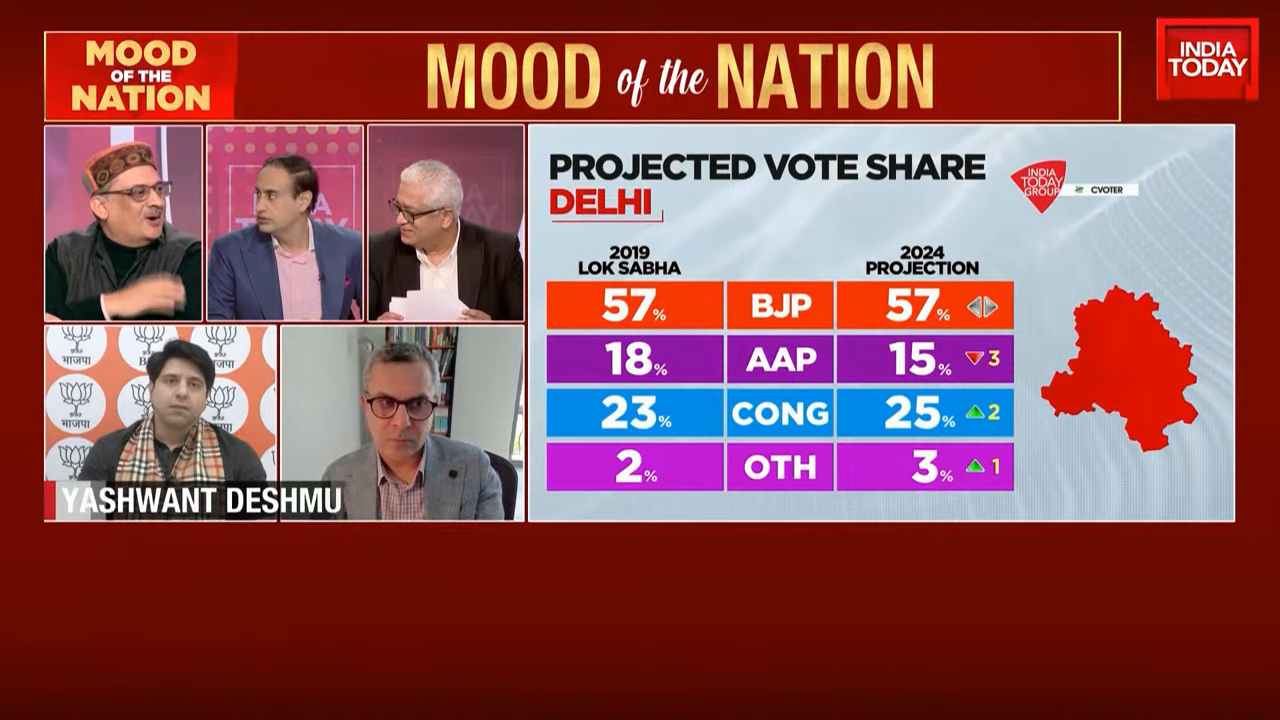 MOOD
OF THE
NATION
MOOD of the NATION
INDIA
TODAY
PROJECTED VOTE SHARE
DELHI
INDIA
TODAY
GROUP
CVOTER
2019
LOK SABHA
2024
PROJECTION
57% BJP 57%
18% AAP 15% 3
23% CONG 25% 2
2% OTH 3% 1
भाजपा
भाजपा
भाजपा
YASHWANT DESHMU